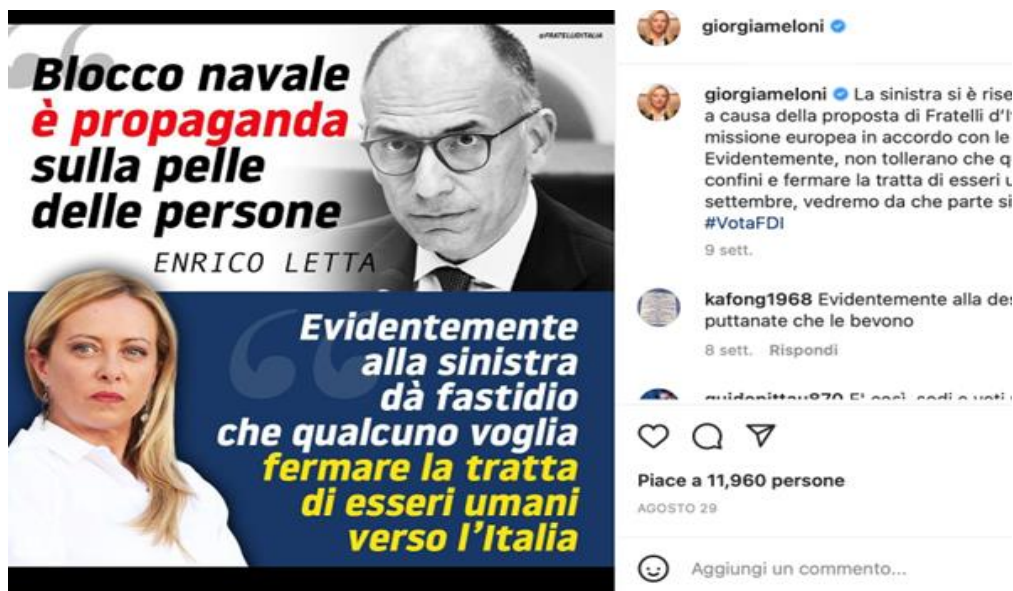 @FRATELLIDITALIA
Blocco navale
è propaganda
sulla pelle
delle persone
ENRICO LETTA
Evidentemente
alla sinistra
dà fastidio
che qualcuno voglia
fermare la tratta
di esseri umani
verso l'Italia
giorgiameloni
giorgiameloni La sinistra si è
a causa della proposta di Fratelli
missione europea in accordo con le
Evidentemente, non tollerano che
confini e fermare la tratta di esseri
settembre, vedremo da che parte
#VotaFDI
9 sett.
kafong1968 Evidentemente alla
puttanate che le bevono
8 sett. Rispondi
Piace a 11,960 persone
AGOSTO 29
Aggiungi un commento...